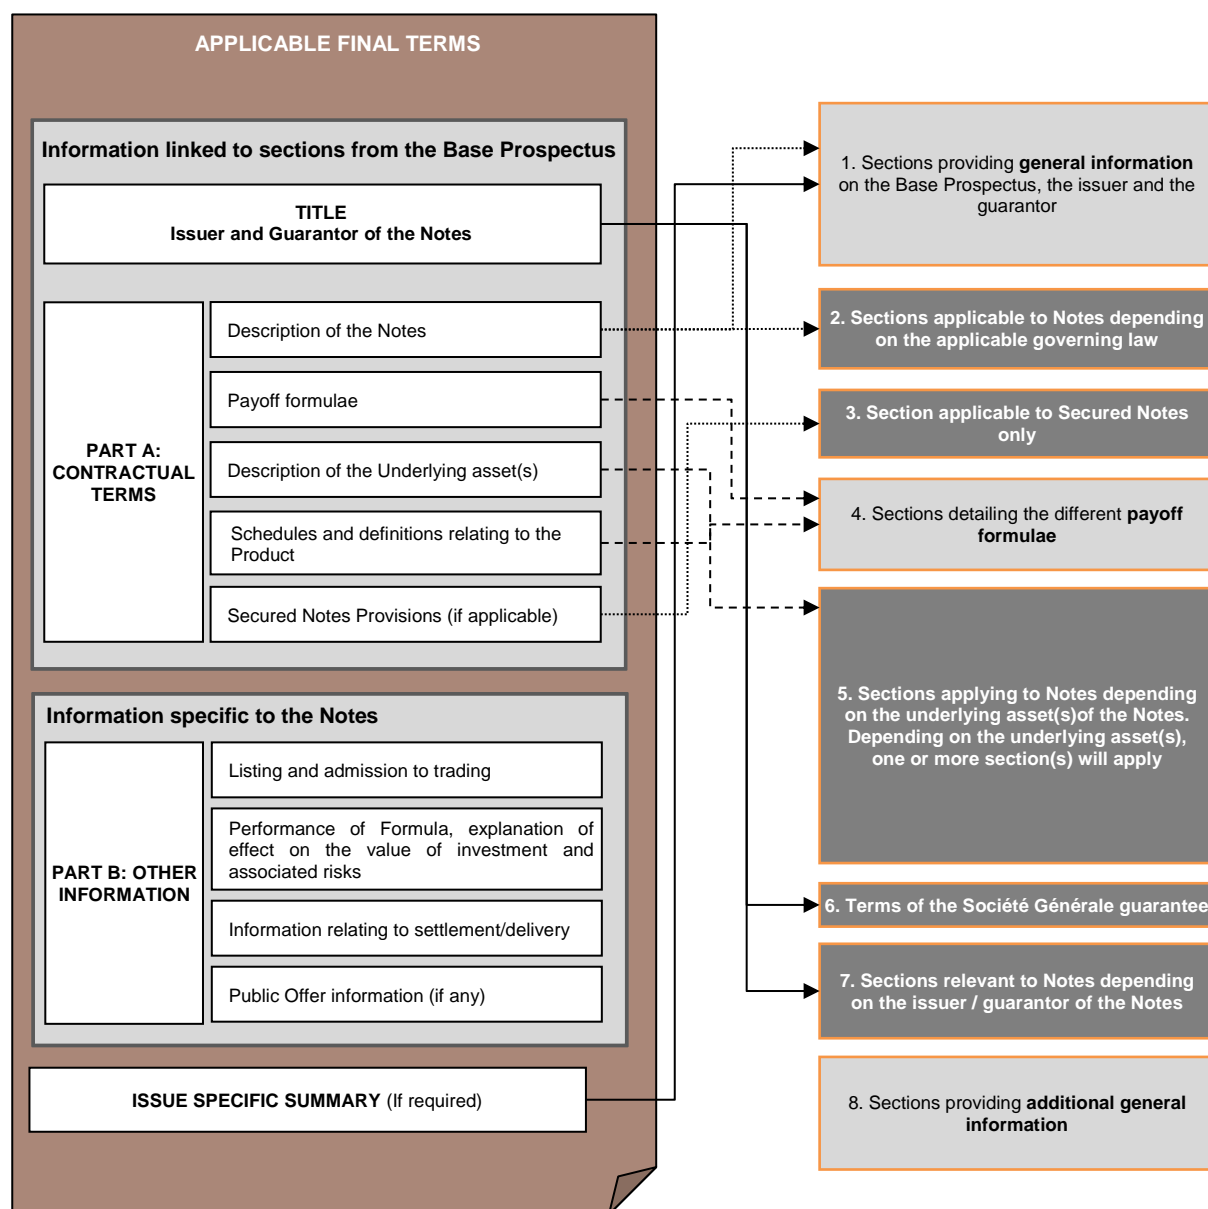 APPLICABLE FINAL TERMS
Information linked to sections from the Base Prospectus
TITLE
Issuer and Guarantor of the Notes
PART A:
CONTRACTUAL
TERMS
Description of the Notes
Payoff formulae
Description of the Underlying asset(s)
Schedules and definitions relating to the
Product
Secured Notes Provisions (if applicable)
Information specific to the Notes
PART B: OTHER
INFORMATION
Listing and admission to trading
Performance of Formula, explanation of
effect on the value of investment and
associated risks
Information relating to settlement/delivery
Public Offer information (if any)
ISSUE SPECIFIC SUMMARY (If required)
1. Sections providing general information
on the Base Prospectus, the issuer and the
guarantor
2. Sections applicable to Notes depending
on the applicable governing law
3. Section applicable to Secured Notes
only
4. Sections detailing the different payoff
formulae
5. Sections applying to Notes depending
on the underlying asset(s)of the Notes.
Depending on the underlying asset(s),
one or more section(s) will apply
6. Terms of the Société Générale guarantee
7. Sections relevant to Notes depending
on the issuer / guarantor of the Notes
8. Sections providing additional general
information